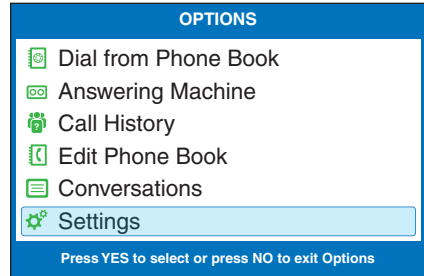 OPTIONS
Dial from Phone Book
Answering Machine
Call History
Edit Phone Book
Conversations
Settings
Press YES to select or press NO to exit Options